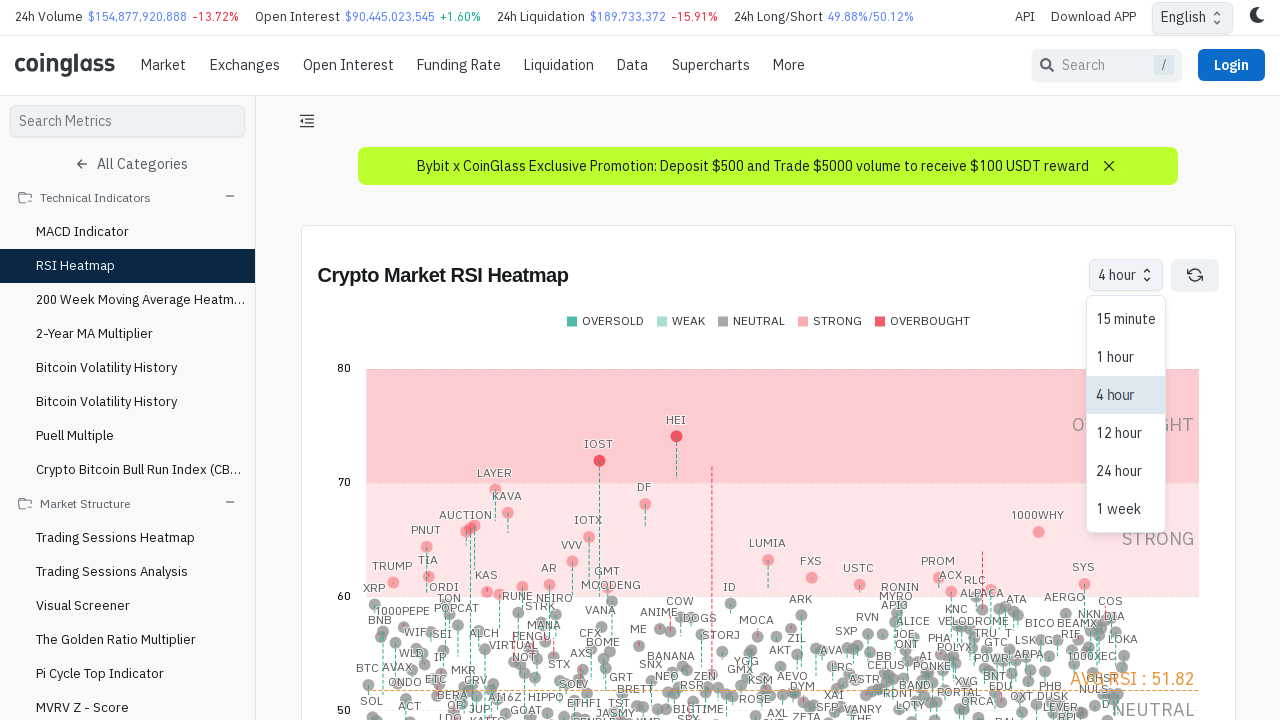 24h Volume $154,877,920,888 -13.72% Open Interest $90,445,023,545 +1.60% 24h Liquidation $189,733,372 -15.91% 24h Long/Short 49.88%/50.12% API Download APP English
coinglass Market Exchanges Open Interest Funding Rate Liquidation Data Supercharts More Search / Login
Search Metrics
All Categories
Technical Indicators
MACD Indicator
RSI Heatmap
200 Week Moving Average Heatm...
2-Year MA Multiplier
Bitcoin Volatility History
Bitcoin Volatility History
Puell Multiple
Crypto Bitcoin Bull Run Index (CB...
Market Structure
Trading Sessions Heatmap
Trading Sessions Analysis
Visual Screener
The Golden Ratio Multiplier
Pi Cycle Top Indicator
MVRV Z - Score
Bybit x CoinGlass Exclusive Promotion: Deposit $500 and Trade $5000 volume to receive $100 USDT reward
Crypto Market RSI Heatmap
4 hour
15 minute
1 hour
4 hour
12 hour
24 hour
1 week
OVERSOLD WEAK NEUTRAL STRONG OVERBOUGHT
80
HEI
IOST
LAYER
70
DF
KAVA
AUCTION
IOTX
1000WHY
PNUT
STRONG
VVV
LUMIA
TIA
FXS
PROM
TRUMP
AR
USTC
SYS
GMT
KAS
ACX
RLC
XRP
ORDI
MOODENG
ID
RONIN
60
TON
RUNE
NEIRO
COW
ARK
MYRO
ALPACA
ATA
AEROGO
COS
1000PEPE
POPCAT
STRK
VANA
ANIME
DOGS
MOCA
RVN
API3
KNC
NKN
DIA
BNB
WIF
SEI
ALCH
MANA
PENGU
CFX
ME
STORJ
ZIL
SXP
JOE
ALICE
VELODROME
BICO
BEAMX
VIRTUAL
BOME
AKT
ONT
PHA
POLYX
TRU
GTC
LSK
RIF
WLD
IP
NOT
AXS
BANANA
YGG
BB
AI
POWR
ARPA
1000XEC
BTC
AVAX
MKR
STX
SNX
GMX
LRC
CETUS
PONKE
ONDO
ETC
CRV
SOLV
GRT
NEO
ZEN
KSM
AEVO
ASTR
BAND
XVG
BNT
AVG RSI : 51.82
SOL
BERA
AI16Z
HIPPO
BRETT
RSR
DYM
XAI
PORTAL
PHB
ACT
OP
JUP
ETHFI
TST
BIGTIME
ROSE
SFP
VANRY
ORCA
OXT
DUSK
50
LDO
GOAT
JASMY
AXL
ZETA
LEVER
NEUTRAL